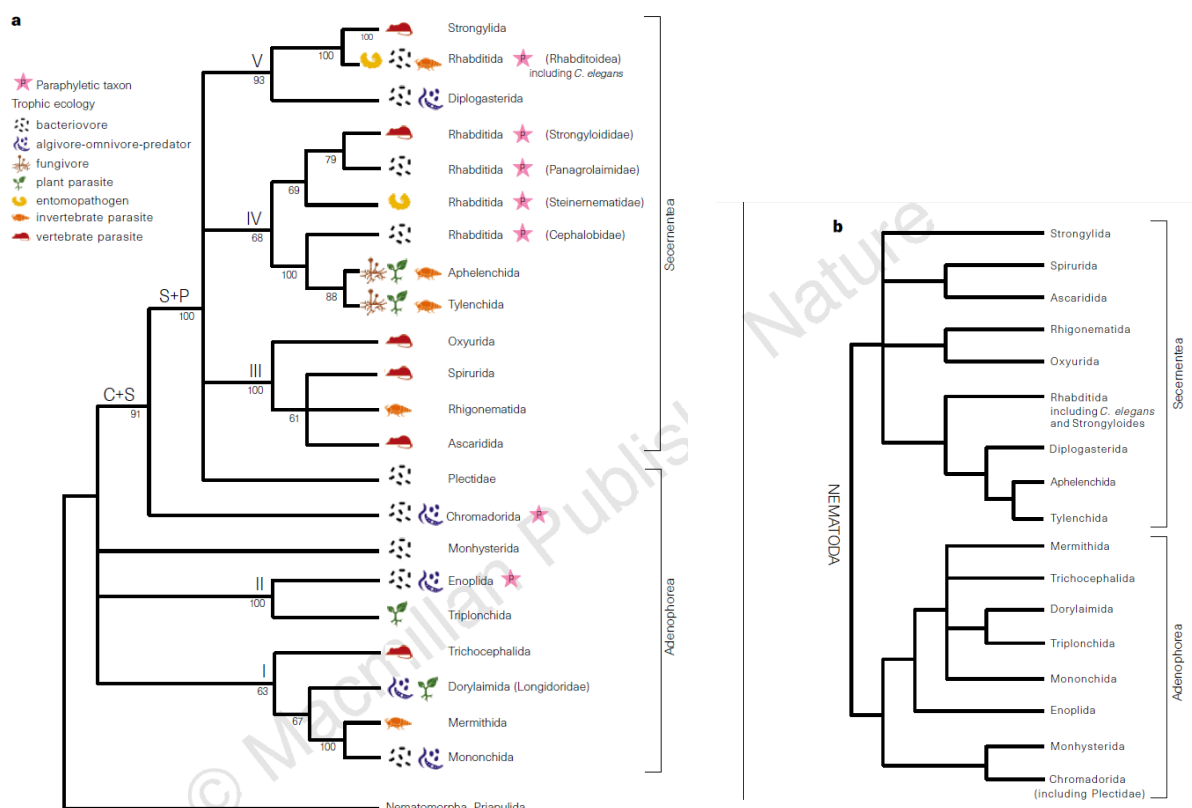 a
P Paraphyletic taxon
Trophic ecology
bacteriovore
algivore-omnivore-predator
fungivore
plant parasite
entomopathogen
invertebrate parasite
vertebrate parasite
V
93
100
100
Strongylida
Rhabditida P (Rhabditoidea)
including C. elegans
Diplogasterida
IV
68
69
79
Rhabditida P (Strongyloididae)
Rhabditida P (Panagrolaimidae)
Rhabditida P (Steinernematidae)
Rhabditida P (Cephalobidae)
100
88
Aphelenchida
Tylenchida
S+P
100
III
100
61
Oxyurida
Spirurida
Rhigonematida
Ascaridida
Secernentea
C+S
91
Plectidae
Chromadorida P
Monhysterida
II
100
Enoplida P
Triplonchida
I
63
67
100
Trichocephalida
Dorylaimida (Longidoridae)
Mermithida
Mononchida
Adenophorea
Nematomorpha, Priapulida
© Macmillan Publish
Nature
b
NEMATODA
Strongylida
Spirurida
Ascaridida
Rhigonematida
Oxyurida
Rhabditida
including C. elegans
and Strongyloides
Diplogasterida
Aphelenchida
Tylenchida
Secernentea
Mermithida
Trichocephalida
Dorylaimida
Triplonchida
Mononchida
Enoplida
Monhysterida
Chromadorida
(including Plectidae)
Adenophorea